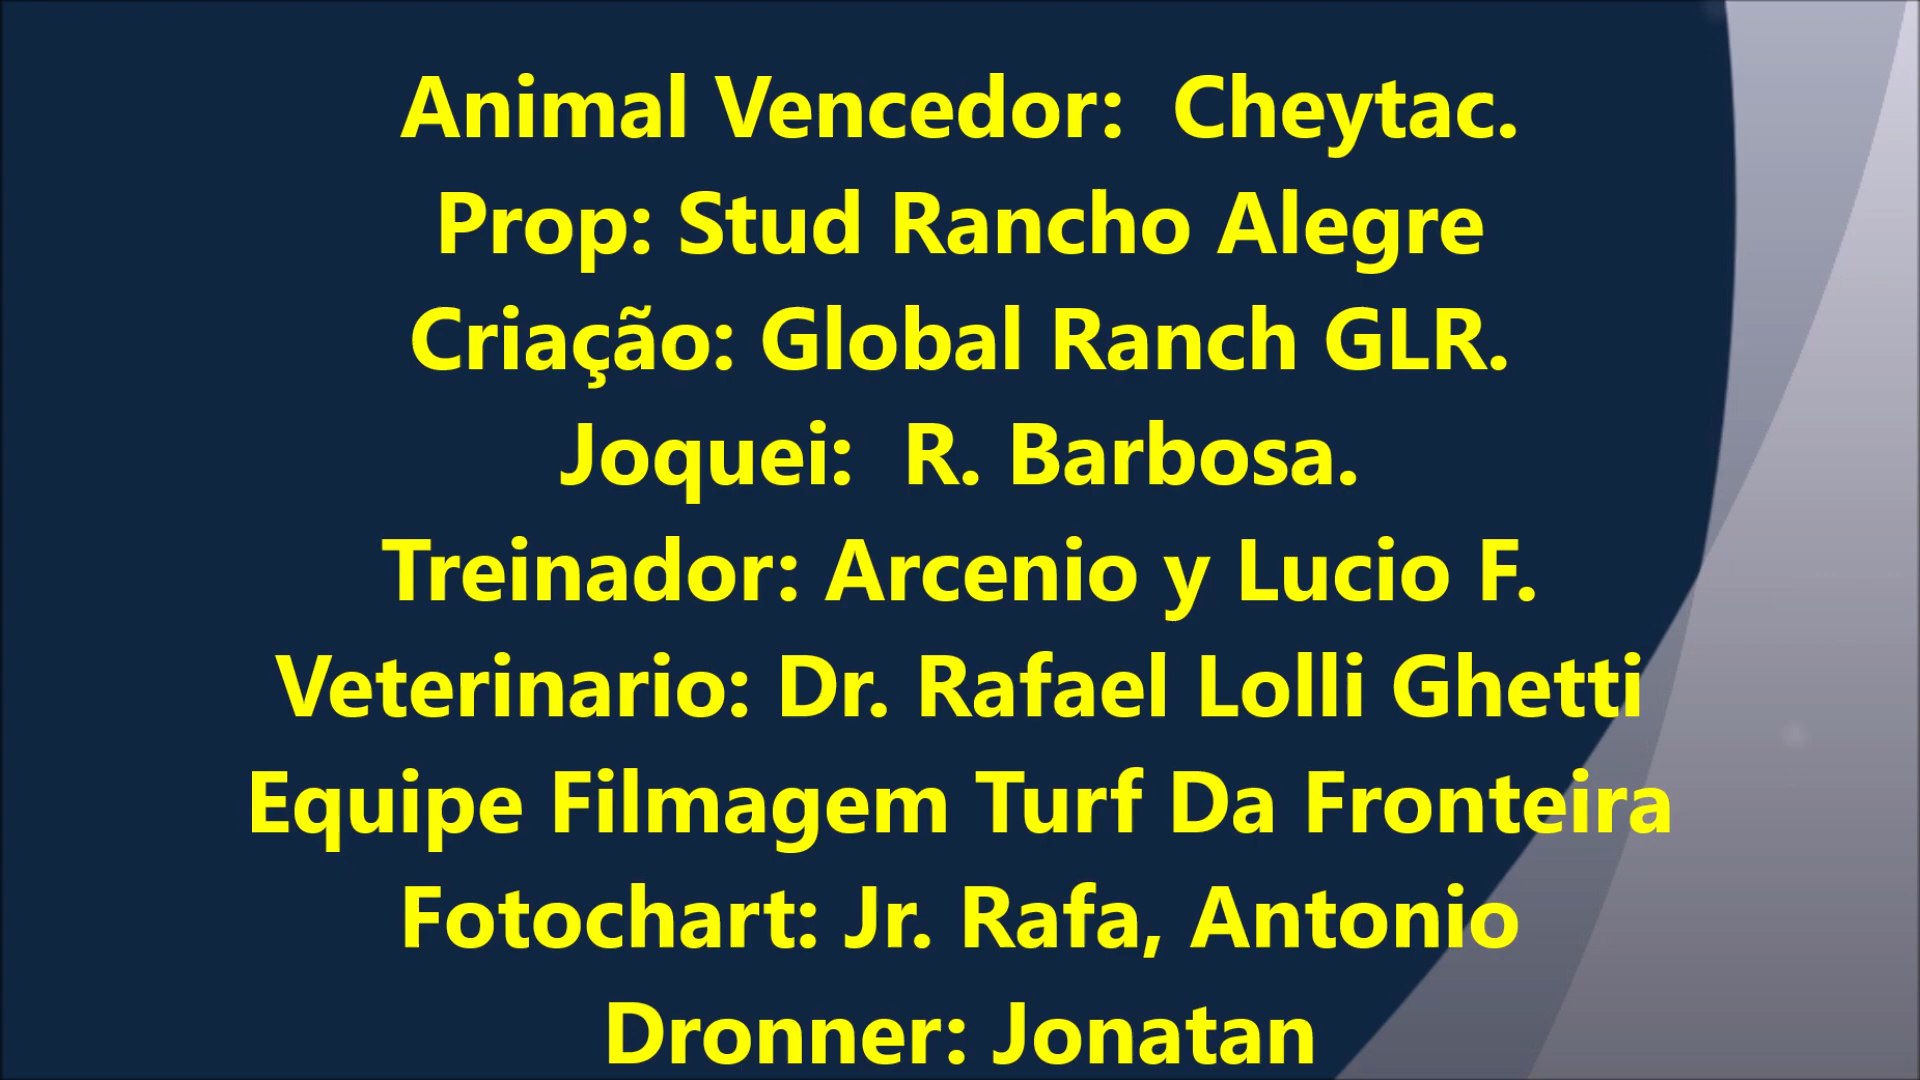 Animal Vencedor:  Cheytac.
Prop: Stud Rancho Alegre
Criação: Global Ranch GLR.
Joquei:  R. Barbosa.
Treinador: Arcenio y Lucio F.
Veterinario: Dr. Rafael Lolli Ghetti
Equipe Filmagem Turf Da Fronteira
Fotochart: Jr. Rafa, Antonio
Dronner: Jonatan